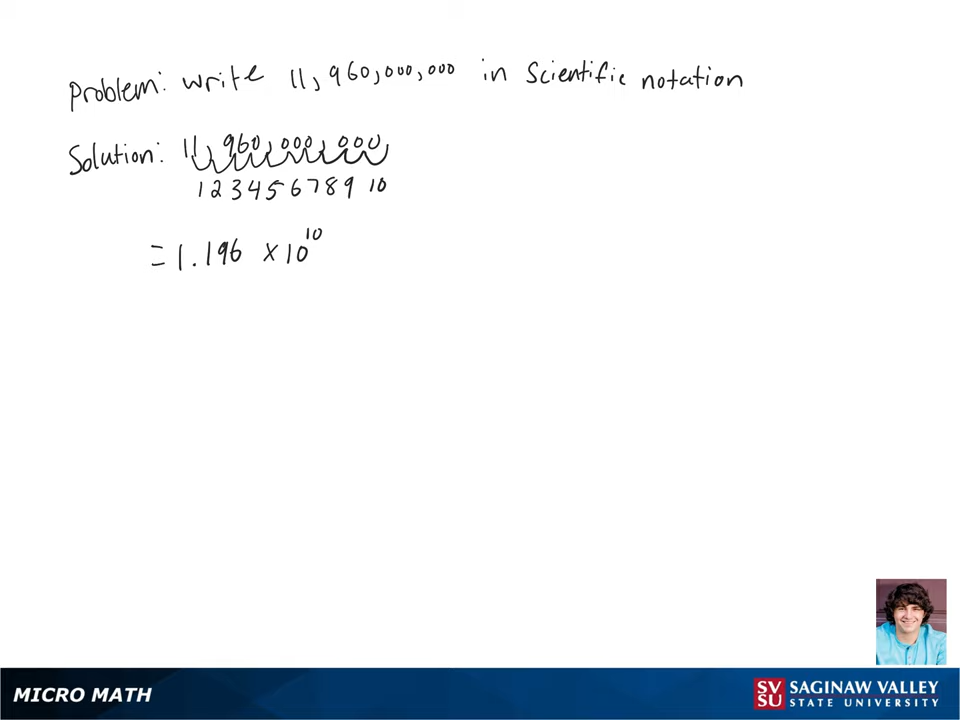 Problem: write 11,960,000,000 in Scientific notation
Solution: 11,960,000,000
1 2 3 4 5 6 7 8 9 10
= 1.196 × 10^10
MICRO MATH
SVSU SAGINAW VALLEY
STATE UNIVERSITY